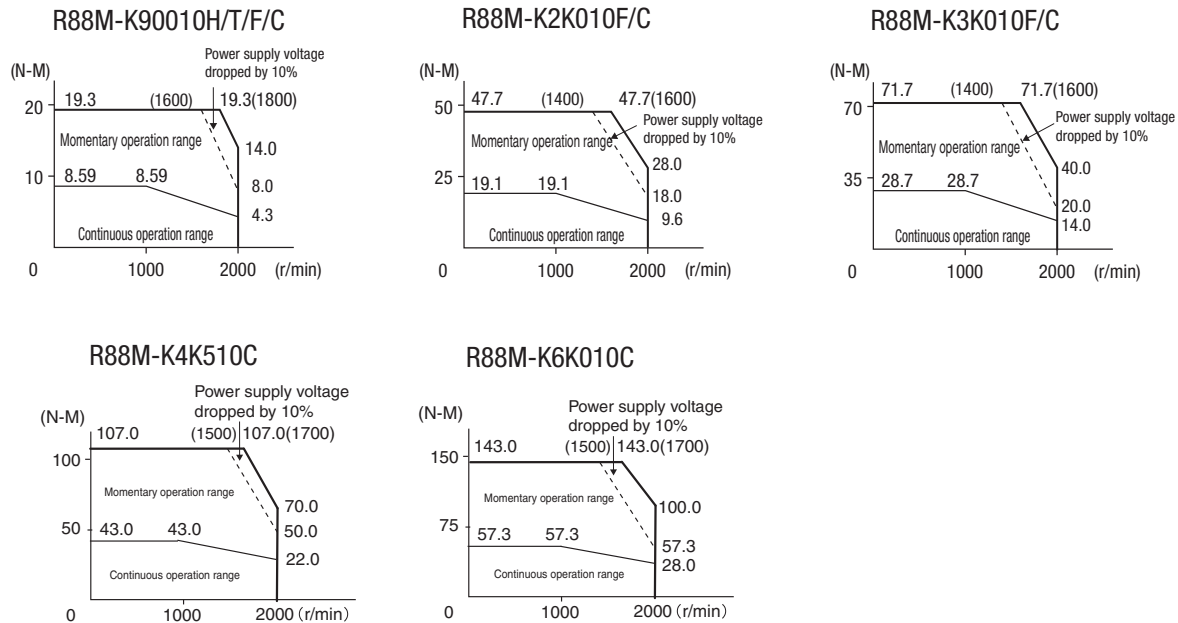 R88M-K90010H/T/F/C
Power supply voltage
dropped by 10%
(N-M)
20
19.3
(1600)
19.3(1800)
Momentary operation range
14.0
10
8.59
8.59
8.0
4.3
Continuous operation range
0
1000
2000
(r/min)
R88M-K2K010F/C
(N-M)
50
47.7
(1400)
47.7(1600)
Power supply voltage
dropped by 10%
Momentary operation range
28.0
25
19.1
19.1
18.0
9.6
Continuous operation range
0
1000
2000
(r/min)
R88M-K3K010F/C
(N-M)
70
71.7
(1400)
71.7(1600)
Power supply voltage
dropped by 10%
Momentary operation range
40.0
35
28.7
28.7
20.0
14.0
Continuous operation range
0
1000
2000
(r/min)
R88M-K4K510C
Power supply voltage
dropped by 10%
(N-M)
107.0
(1500)
107.0(1700)
100
Momentary operation range
70.0
50
43.0
43.0
50.0
22.0
Continuous operation range
0
1000
2000 (r/min)
R88M-K6K010C
Power supply voltage
dropped by 10%
(N-M)
143.0
(1500)
143.0(1700)
150
Momentary operation range
100.0
75
57.3
57.3
57.3
28.0
Continuous operation range
0
1000
2000 (r/min)